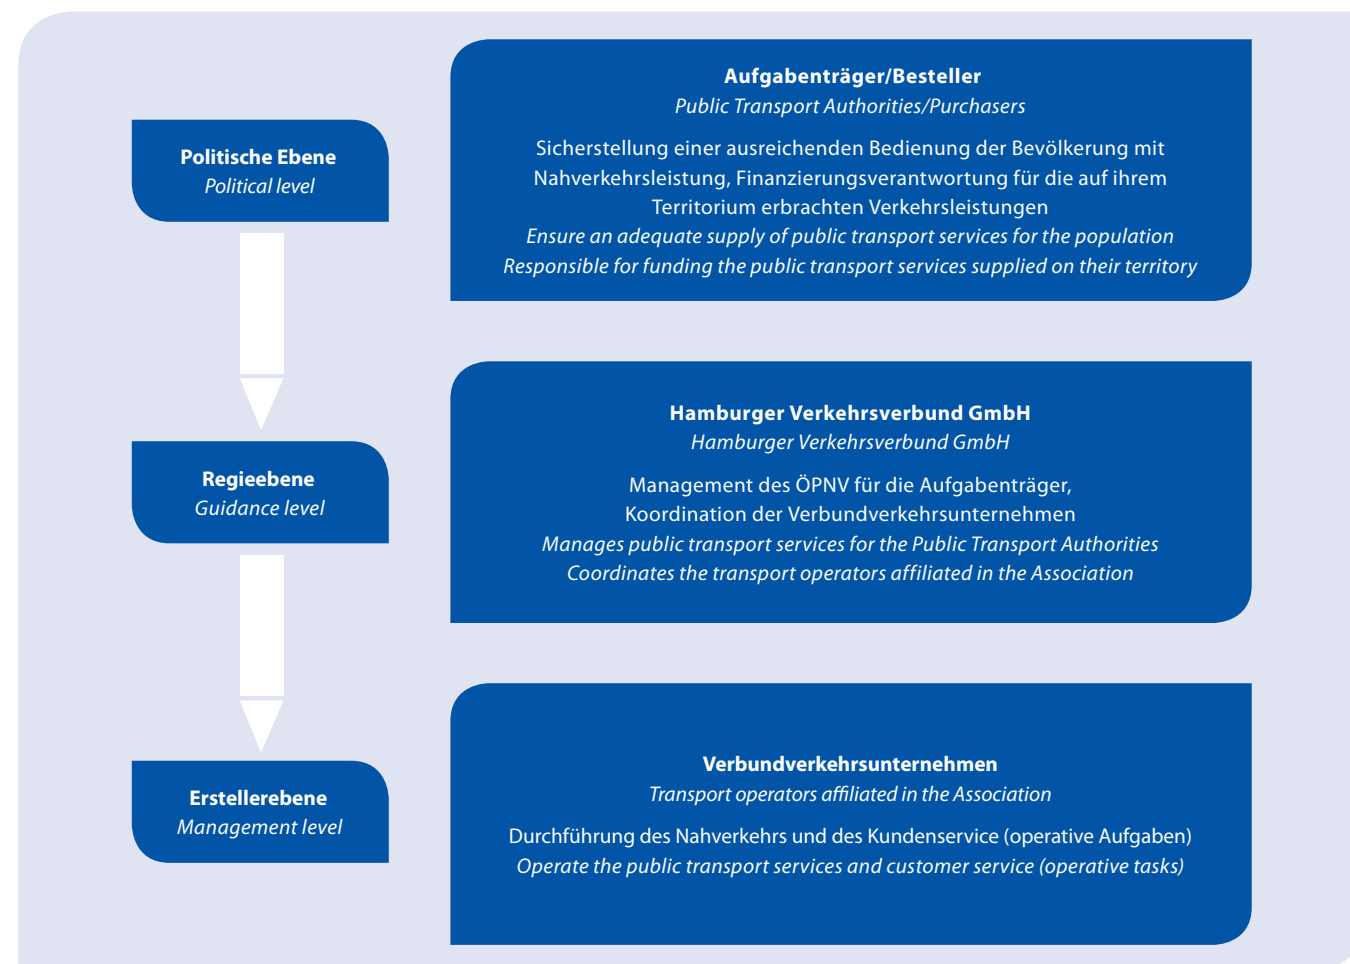 Politische Ebene
Political level
Aufgabenträger/Besteller
Public Transport Authorities/Purchasers
Sicherstellung einer ausreichenden Bedienung der Bevölkerung mit
Nahverkehrsleistung, Finanzierungsverantwortung für die auf ihrem
Territorium erbrachten Verkehrsleistungen
Ensure an adequate supply of public transport services for the population
Responsible for funding the public transport services supplied on their territory
Regieebene
Guidance level
Hamburger Verkehrsverbund GmbH
Hamburger Verkehrsverbund GmbH
Management des ÖPNV für die Aufgabenträger,
Koordination der Verbundverkehrsunternehmen
Manages public transport services for the Public Transport Authorities
Coordinates the transport operators affiliated in the Association
Erstellerebene
Management level
Verbundverkehrsunternehmen
Transport operators affiliated in the Association
Durchführung des Nahverkehrs und des Kundenservice (operative Aufgaben)
Operate the public transport services and customer service (operative tasks)